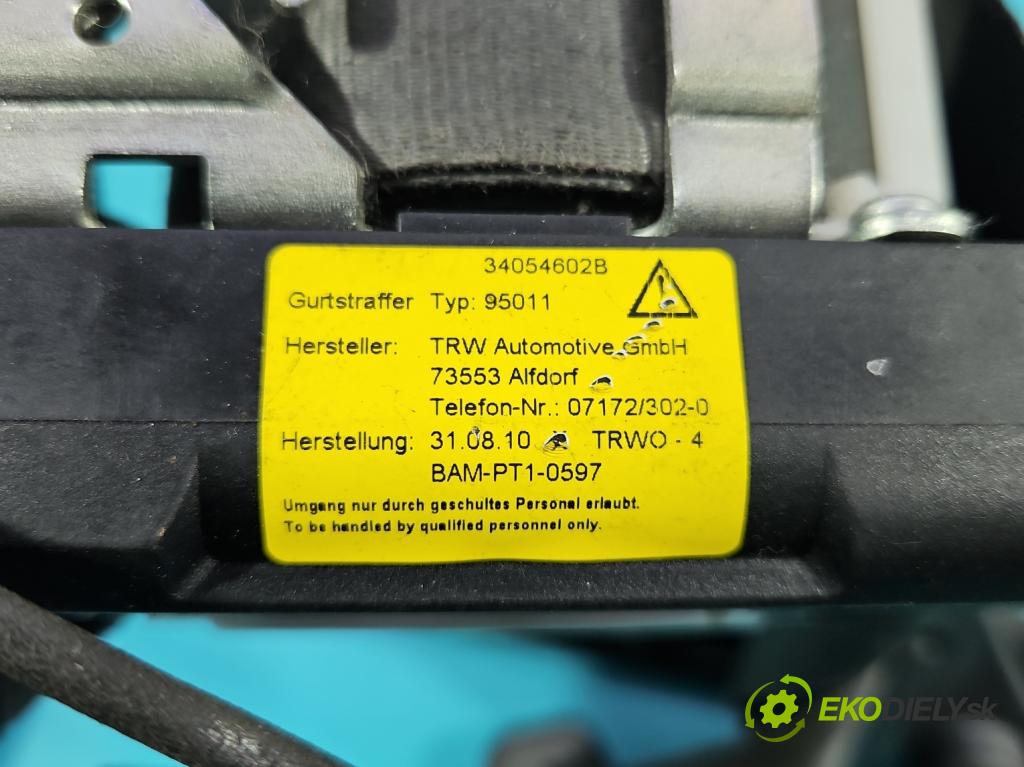 34054602B
Gurtstraffer Typ: 95011
Hersteller: TRW Automotive GmbH
73553 Alfdorf
Telefon-Nr.: 07172/302-0
Herstellung: 31.08.10 TRWO - 4
BAM-PT1-0597
Umgang nur durch geschultes Personal erlaubt.
To be handled by qualified personnel only.
EKODIELY.sk